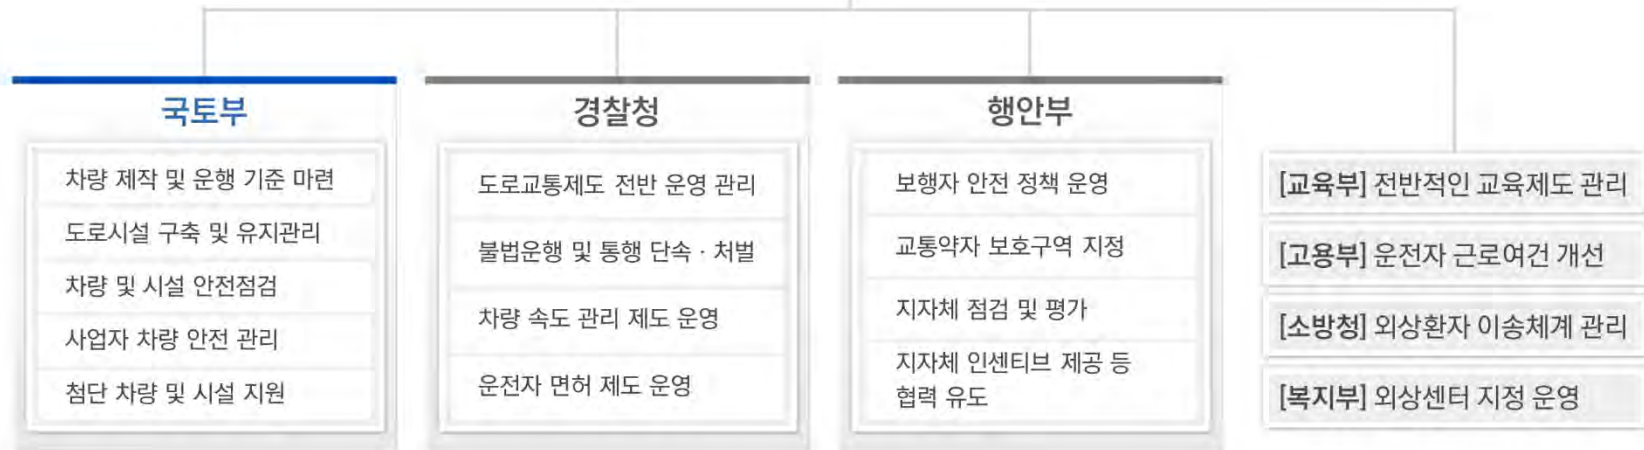 국토부
차량 제작 및 운행 기준 마련
도로시설 구축 및 유지관리
차량 및 시설 안전점검
사업자 차량 안전 관리
첨단 차량 및 시설 지원
경찰청
도로교통제도 전반 운영 관리
불법운행 및 통행 단속 · 처벌
차량 속도 관리 제도 운영
운전자 면허 제도 운영
행안부
보행자 안전 정책 운영
교통약자 보호구역 지정
지자체 점검 및 평가
지자체 인센티브 제공 등
협력 유도
[교육부] 전반적인 교육제도 관리
[고용부] 운전자 근로여건 개선
[소방청] 외상환자 이송체계 관리
[복지부] 외상센터 지정 운영